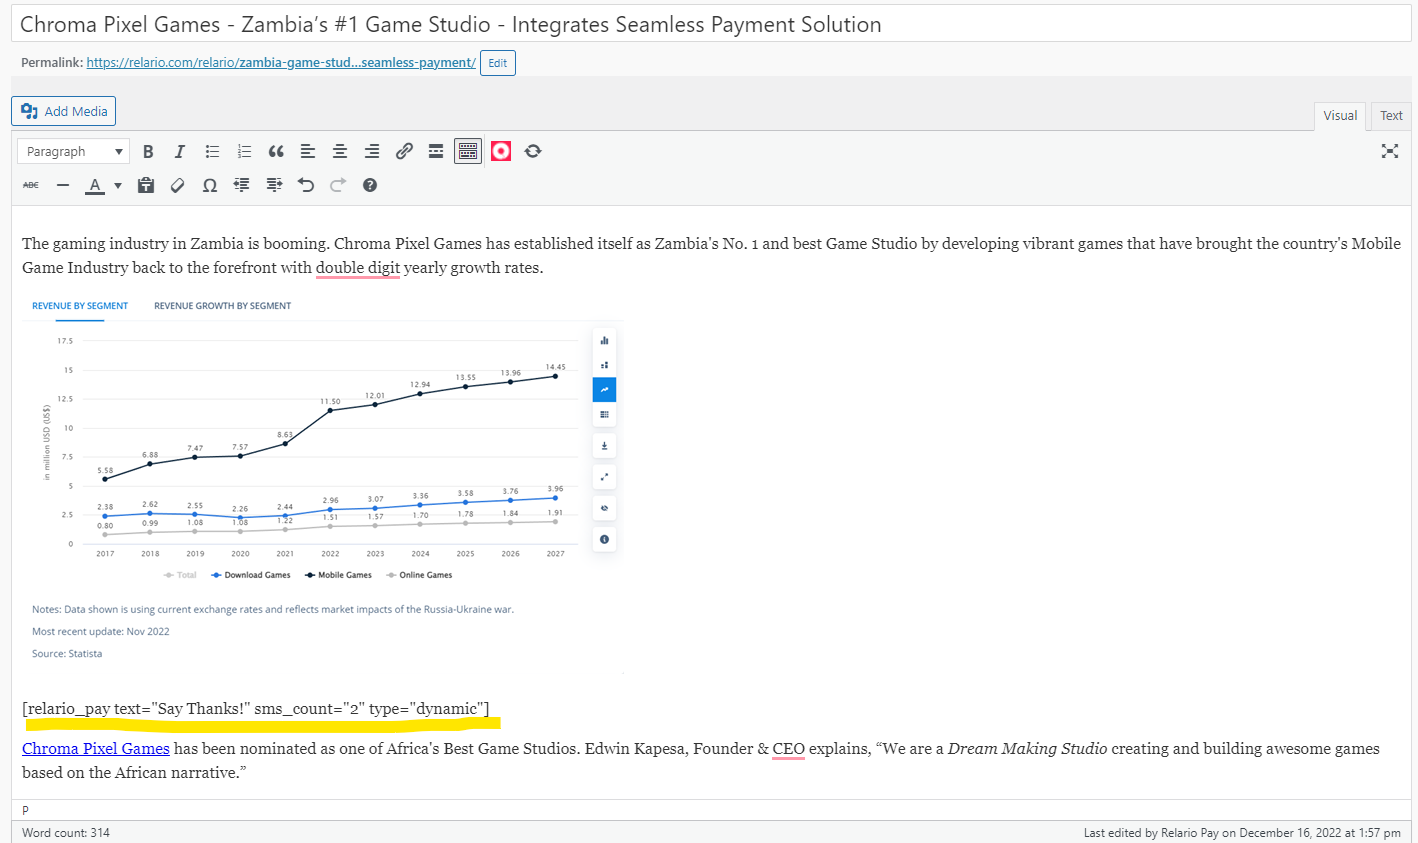 Chroma Pixel Games - Zambia’s #1 Game Studio - Integrates Seamless Payment Solution
Permalink: https://relario.com/relario/zambia-game-stud...seamless-payment/ Edit
Add Media
Visual Text
Paragraph B I
ABC A Ω
The gaming industry in Zambia is booming. Chroma Pixel Games has established itself as Zambia's No. 1 and best Game Studio by developing vibrant games that have brought the country's Mobile
Game Industry back to the forefront with double digit yearly growth rates.
REVENUE BY SEGMENT REVENUE GROWTH BY SEGMENT
in million USD (US$)
17.5
15
12.5
10
7.5
5
2.5
0
5.58 6.88 7.47 7.57 8.63 11.50 12.01 12.94 13.55 13.96 14.45
2.38 2.62 2.55 2.26 2.44 2.96 3.07 3.36 3.58 3.76 3.96
0.80 0.99 1.08 1.08 1.22 1.51 1.57 1.70 1.78 1.84 1.91
2017 2018 2019 2020 2021 2022 2023 2024 2025 2026 2027
Total Download Games Mobile Games Online Games
Notes: Data shown is using current exchange rates and reflects market impacts of the Russia-Ukraine war.
Most recent update: Nov 2022
Source: Statista
[relario_pay text="Say Thanks!" sms_count="2" type="dynamic"]
Chroma Pixel Games has been nominated as one of Africa's Best Game Studios. Edwin Kapesa, Founder & CEO explains, “We are a Dream Making Studio creating and building awesome games
based on the African narrative.”
P
Word count: 314 Last edited by Relario Pay on December 16, 2022 at 1:57 pm